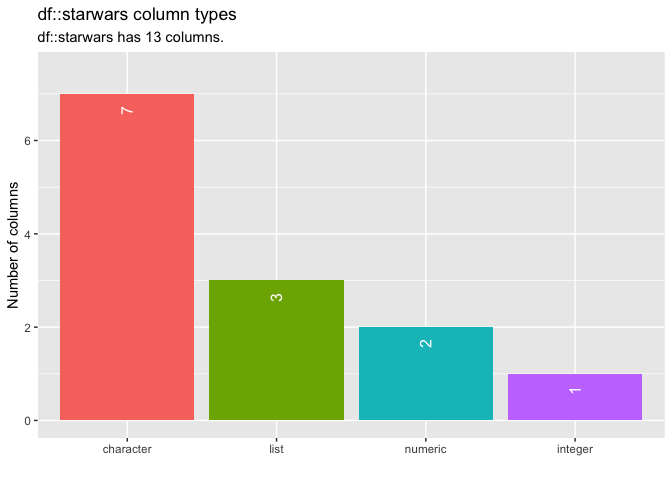 df::starwars column types
df::starwars has 13 columns.
Number of columns
6
4
2
0
7
3
2
1
character
list
numeric
integer